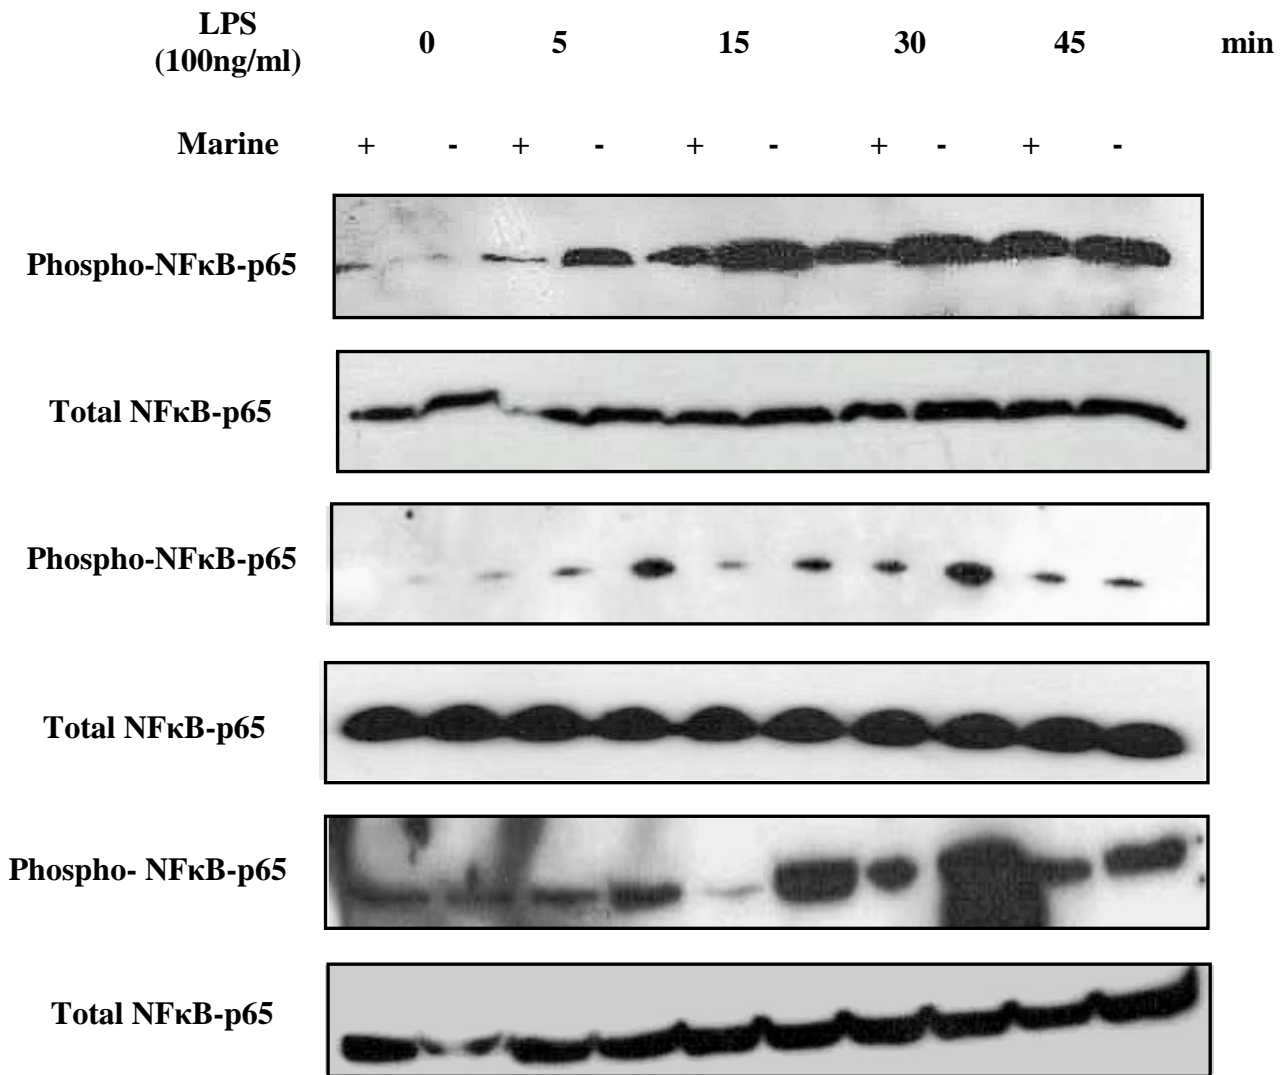 LPS
(100ng/ml)
0 5 15 30 45 min
Marine + - + - + - + - + -
Phospho-NFκB-p65
Total NFκB-p65
Phospho-NFκB-p65
Total NFκB-p65
Phospho- NFκB-p65
Total NFκB-p65